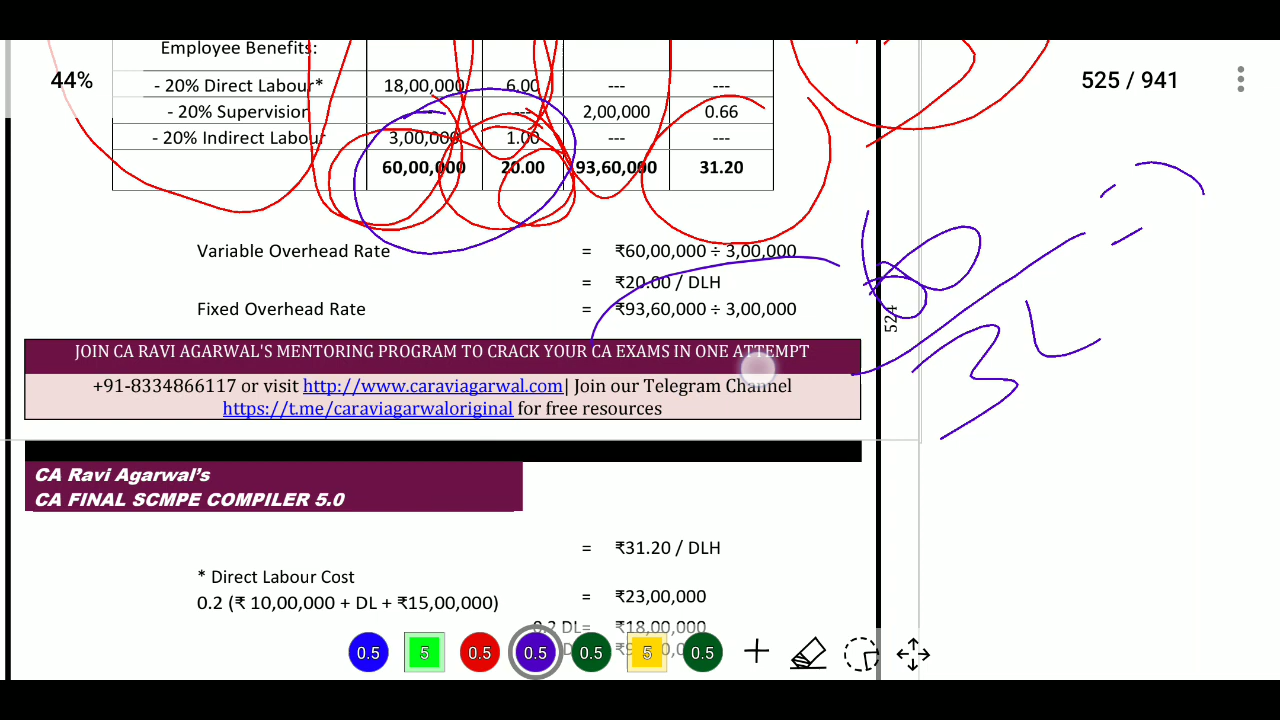 Employee Benefits:
44%
525 / 941
- 20% Direct Labour* 18,00,000 6.00 --- ---
- 20% Supervision --- --- 2,00,000 0.66
- 20% Indirect Labour 3,00,000 1.00 --- ---
60,00,000 20.00 93,60,000 31.20
Variable Overhead Rate = ₹60,00,000 ÷ 3,00,000
= ₹20.00 / DLH
Fixed Overhead Rate = ₹93,60,000 ÷ 3,00,000
524
60
3L
JOIN CA RAVI AGARWAL'S MENTORING PROGRAM TO CRACK YOUR CA EXAMS IN ONE ATTEMPT
+91-8334866117 or visit http://www.caraviagarwal.com| Join our Telegram Channel
https://t.me/caraviagarwaloriginal for free resources
CA Ravi Agarwal's
CA FINAL SCMPE COMPILER 5.0
= ₹31.20 / DLH
* Direct Labour Cost
0.2 (₹ 10,00,000 + DL + ₹15,00,000) = ₹23,00,000
0.2 DL= ₹18,00,000
0.5 5 0.5 0.5 0.5 5 0.5